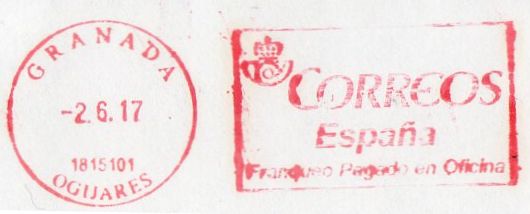 GRANADA
-2.6.17
1815101
OGIJARES
CORREOS
España
Franqueo Pagado en Oficina